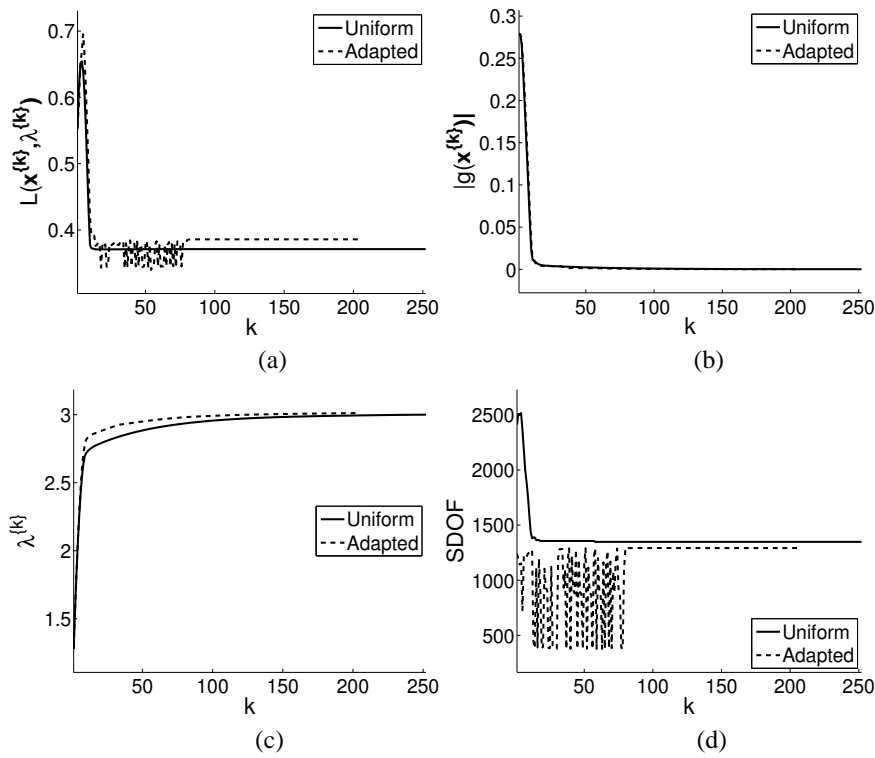 0.7
0.6
0.5
0.4
L(x^{k},λ^{k})
50 100 150 200 250
k
Uniform
Adapted
(a)
0.3
0.25
0.2
0.15
0.1
0.05
0
|g(x^{k})|
50 100 150 200 250
k
Uniform
Adapted
(b)
3
2.5
2
1.5
λ^{k}
50 100 150 200 250
k
Uniform
Adapted
(c)
2500
2000
1500
1000
500
SDOF
50 100 150 200 250
k
Uniform
Adapted
(d)